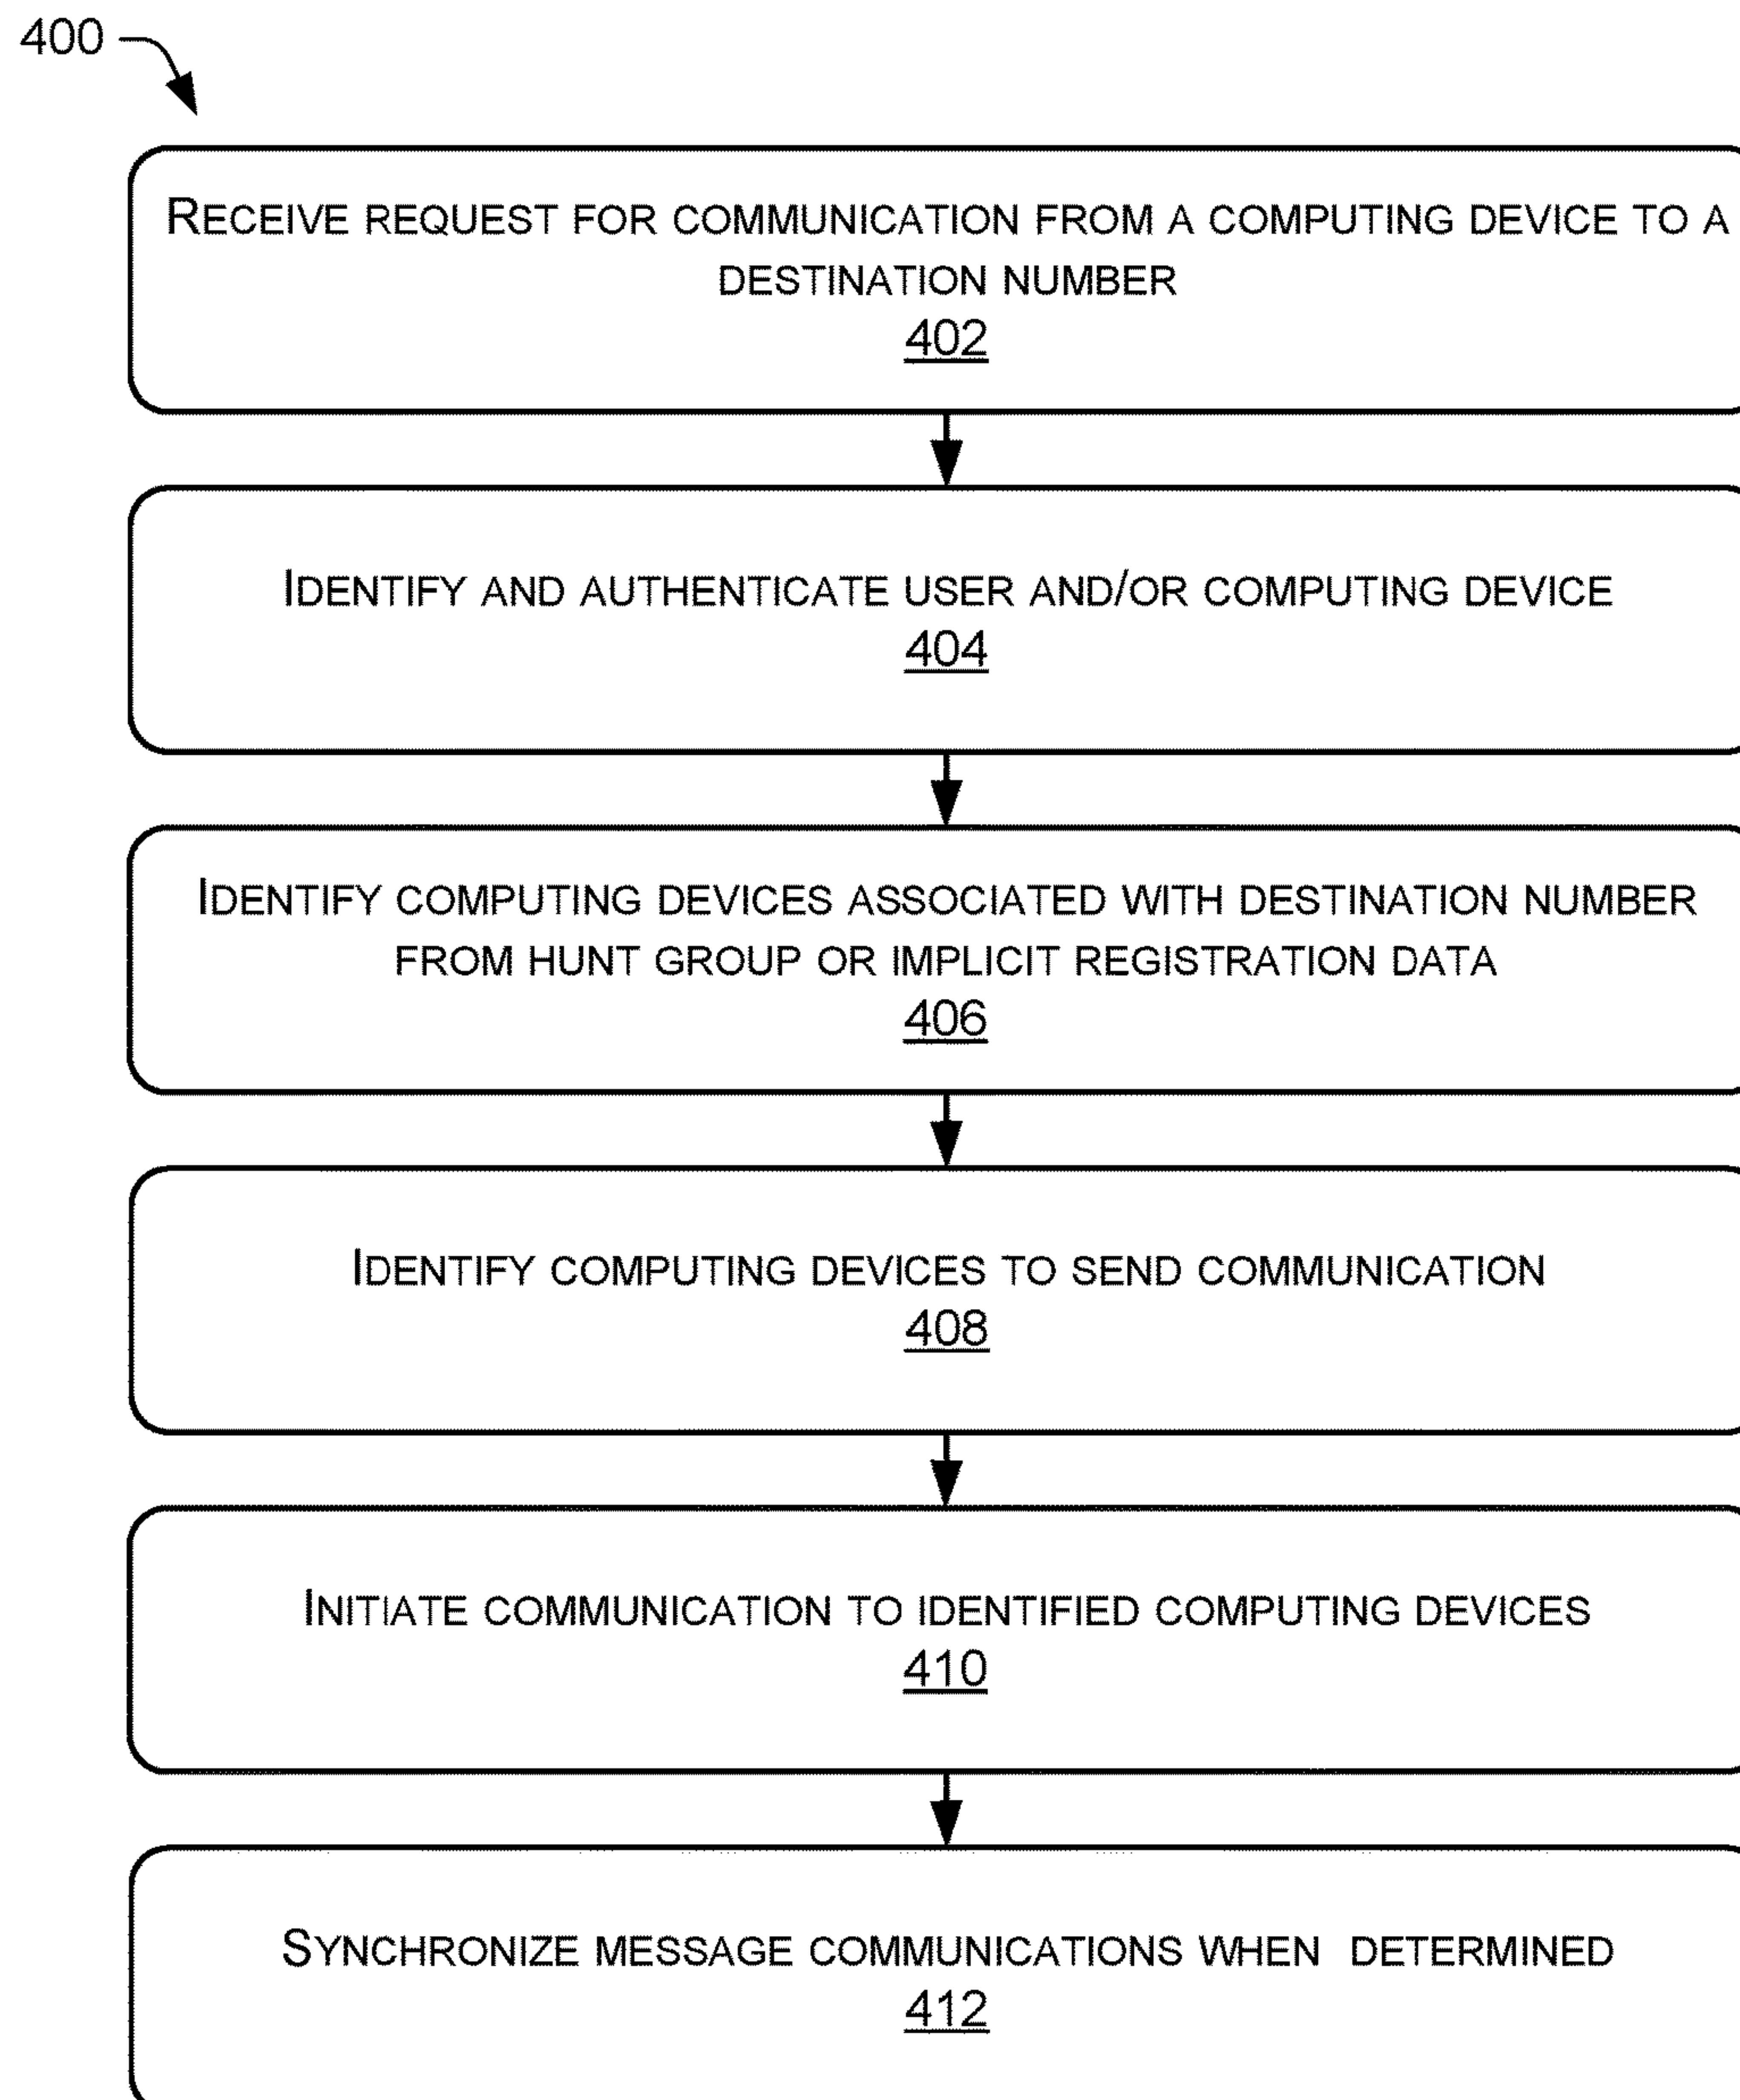 400
RECEIVE REQUEST FOR COMMUNICATION FROM A COMPUTING DEVICE TO A
DESTINATION NUMBER
402
IDENTIFY AND AUTHENTICATE USER AND/OR COMPUTING DEVICE
404
IDENTIFY COMPUTING DEVICES ASSOCIATED WITH DESTINATION NUMBER
FROM HUNT GROUP OR IMPLICIT REGISTRATION DATA
406
IDENTIFY COMPUTING DEVICES TO SEND COMMUNICATION
408
INITIATE COMMUNICATION TO IDENTIFIED COMPUTING DEVICES
410
SYNCHRONIZE MESSAGE COMMUNICATIONS WHEN DETERMINED
412